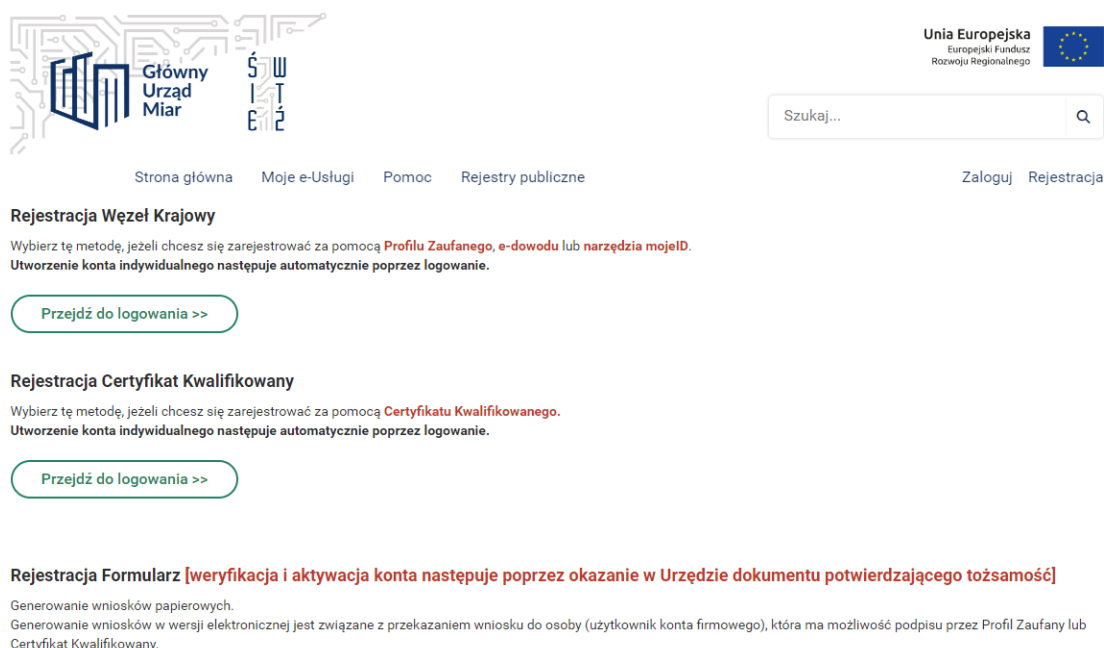 Główny
Urząd
Miar
ŚW
IT
EŹ
Unia Europejska
Europejski Fundusz
Rozwoju Regionalnego
Szukaj...
Strona główna Moje e-Usługi Pomoc Rejestry publiczne Zaloguj Rejestracja
Rejestracja Węzeł Krajowy
Wybierz tę metodę, jeżeli chcesz się zarejestrować za pomocą Profilu Zaufanego, e-dowodu lub narzędzia mojeID.
Utworzenie konta indywidualnego następuje automatycznie poprzez logowanie.
Przejdź do logowania >>
Rejestracja Certyfikat Kwalifikowany
Wybierz tę metodę, jeżeli chcesz się zarejestrować za pomocą Certyfikatu Kwalifikowanego.
Utworzenie konta indywidualnego następuje automatycznie poprzez logowanie.
Przejdź do logowania >>
Rejestracja Formularz [weryfikacja i aktywacja konta następuje poprzez okazanie w Urzędzie dokumentu potwierdzającego tożsamość]
Generowanie wniosków papierowych.
Generowanie wniosków w wersji elektronicznej jest związane z przekazaniem wniosku do osoby (użytkownik konta firmowego), która ma możliwość podpisu przez Profil Zaufany lub
Certyfikat Kwalifikowany.